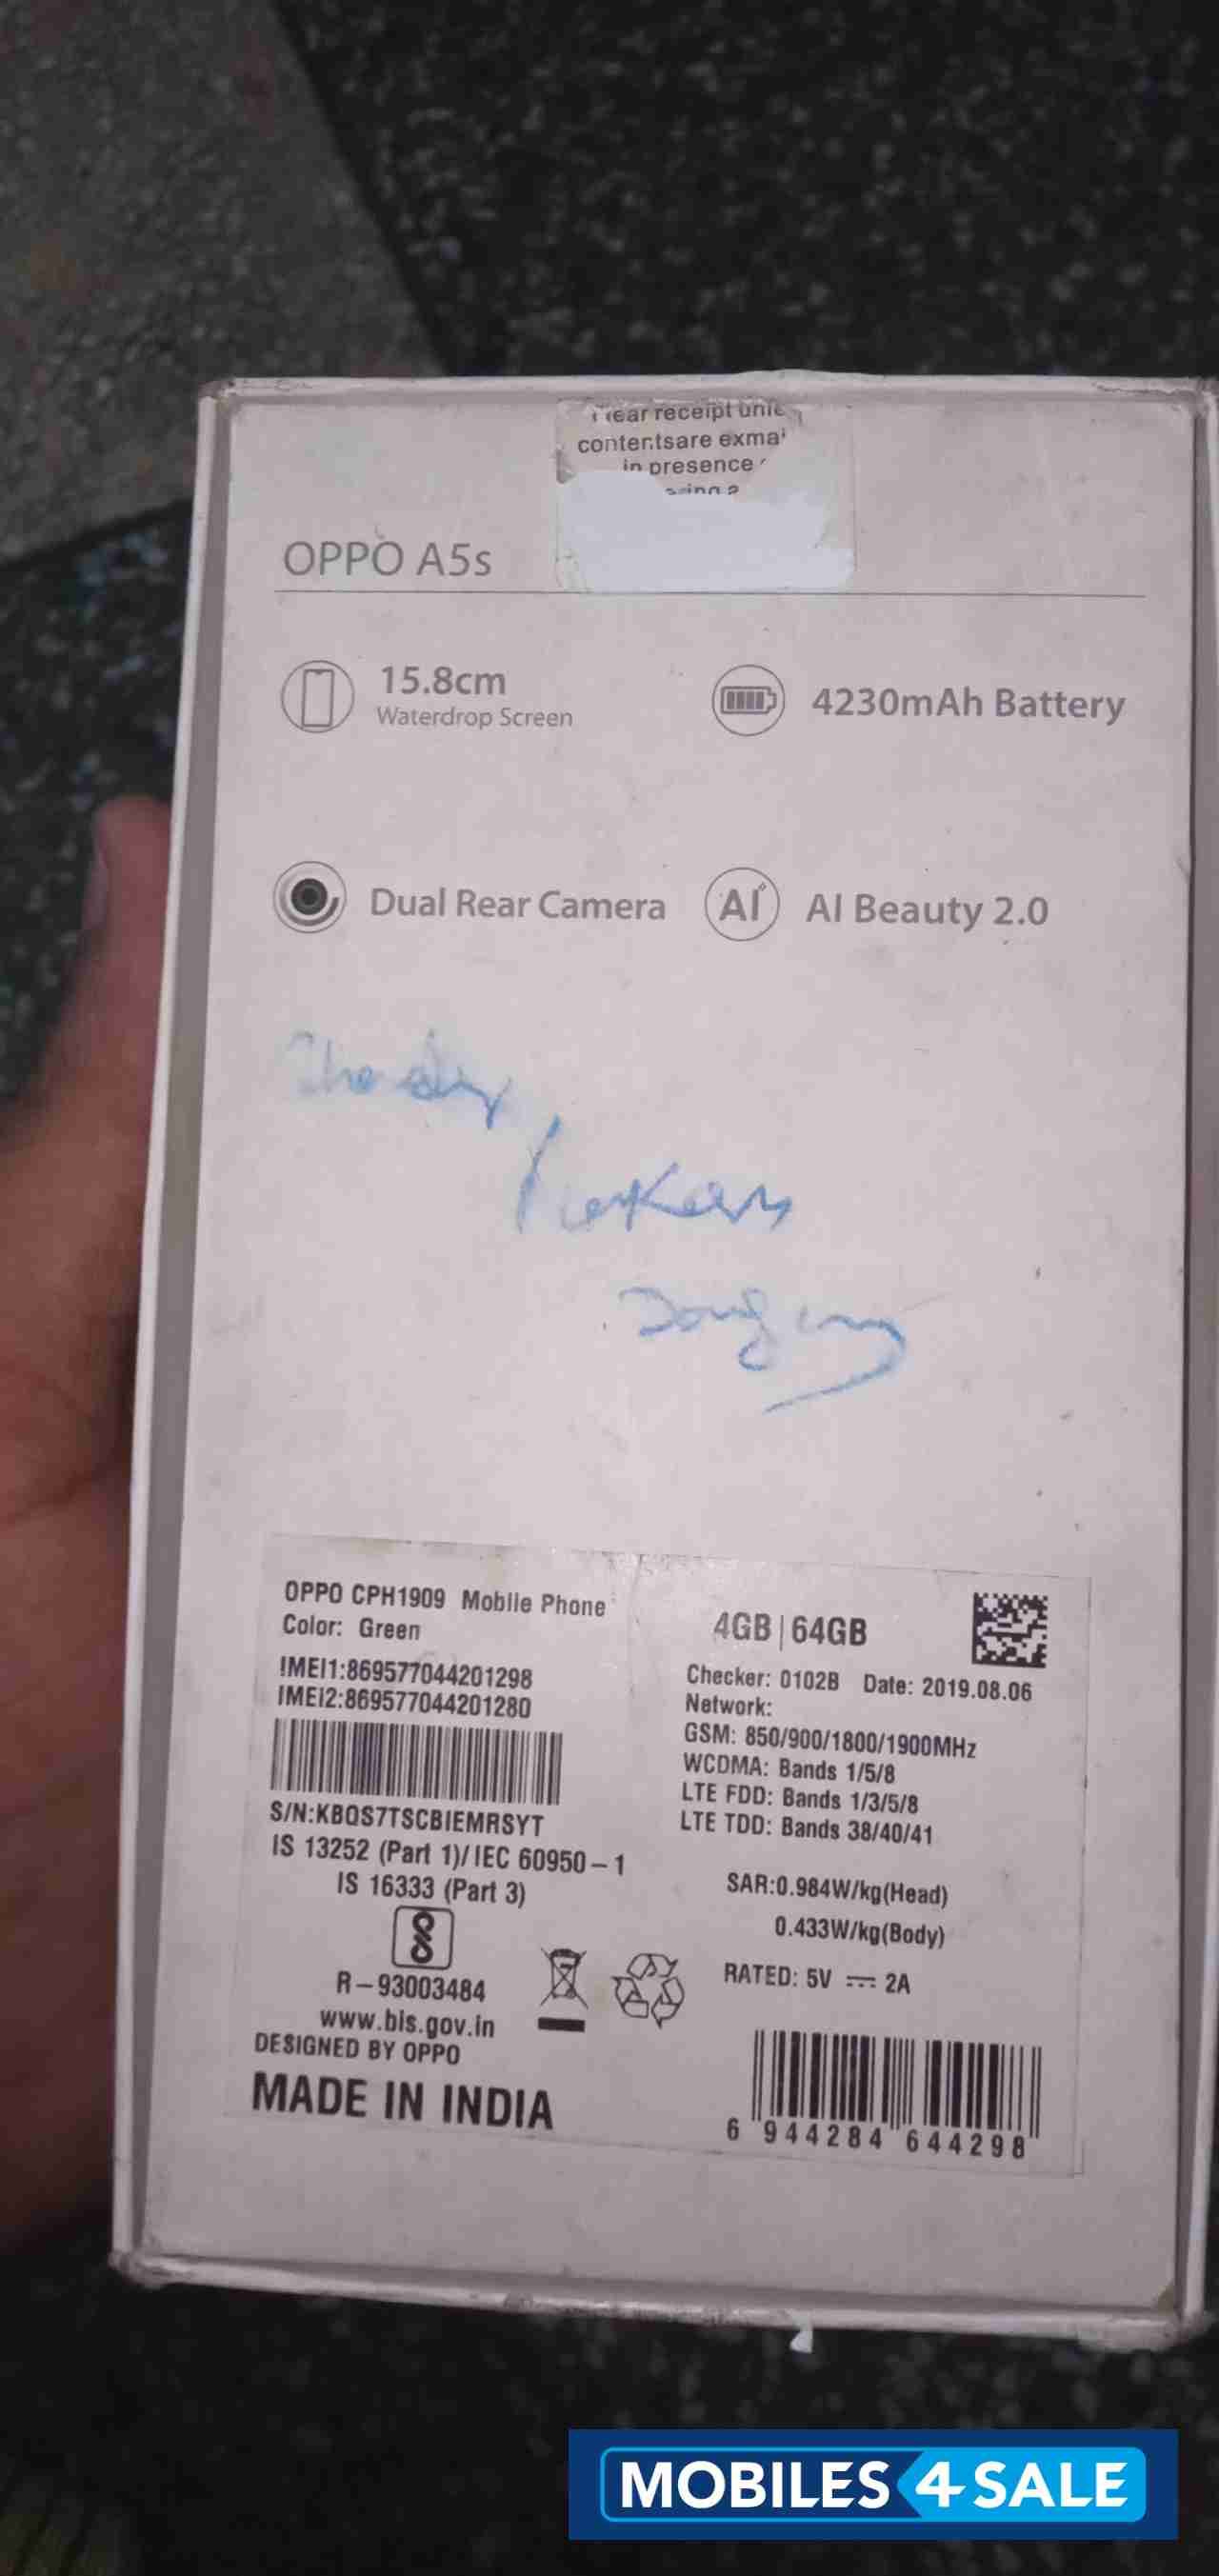 receipt
contentsare
in presence
OPPO A5s
15.8cm
Waterdrop Screen
4230mAh Battery
Dual Rear Camera
AI
AI Beauty 2.0
OPPO CPH1909 Mobile Phone
Color: Green
IMEI1:869577044201298
IMEI2:869577044201280
S/N:KBQS7TSCBIEMRSYT
IS 13252 (Part 1)/IEC 60950-1
IS 16333 (Part 3)
R-93003484
www.bis.gov.in
DESIGNED BY OPPO
MADE IN INDIA
4GB|64GB
Checker: 0102B Date: 2019.08.06
Network:
GSM: 850/900/1800/1900MHz
WCDMA: Bands 1/5/8
LTE FDD: Bands 1/3/5/8
LTE TDD: Bands 38/40/41
SAR:0.984W/kg(Head)
0.433W/kg(Body)
RATED: 5V ⎓ 2A
6 944284 644298
MOBILES 4 SALE